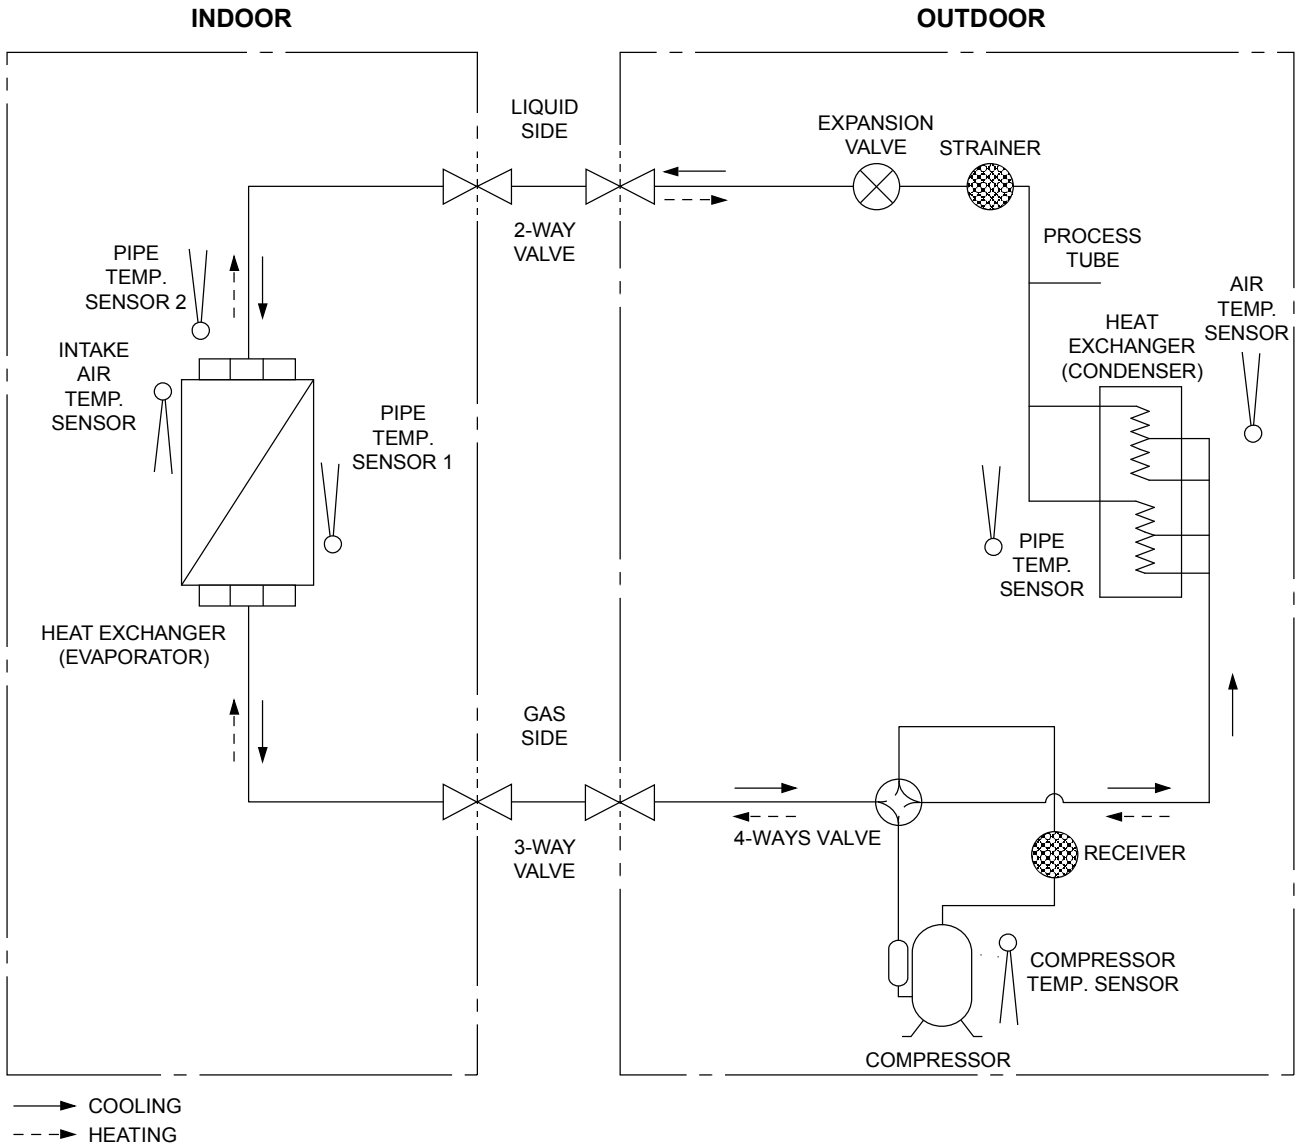 INDOOR
OUTDOOR
LIQUID
SIDE
EXPANSION
VALVE
STRAINER
2-WAY
VALVE
PROCESS
TUBE
PIPE
TEMP.
SENSOR 2
AIR
TEMP.
SENSOR
HEAT
EXCHANGER
(CONDENSER)
INTAKE
AIR
TEMP.
SENSOR
PIPE
TEMP.
SENSOR 1
PIPE
TEMP.
SENSOR
HEAT EXCHANGER
(EVAPORATOR)
GAS
SIDE
3-WAY
VALVE
4-WAYS VALVE
RECEIVER
COMPRESSOR
TEMP. SENSOR
COMPRESSOR
COOLING
HEATING